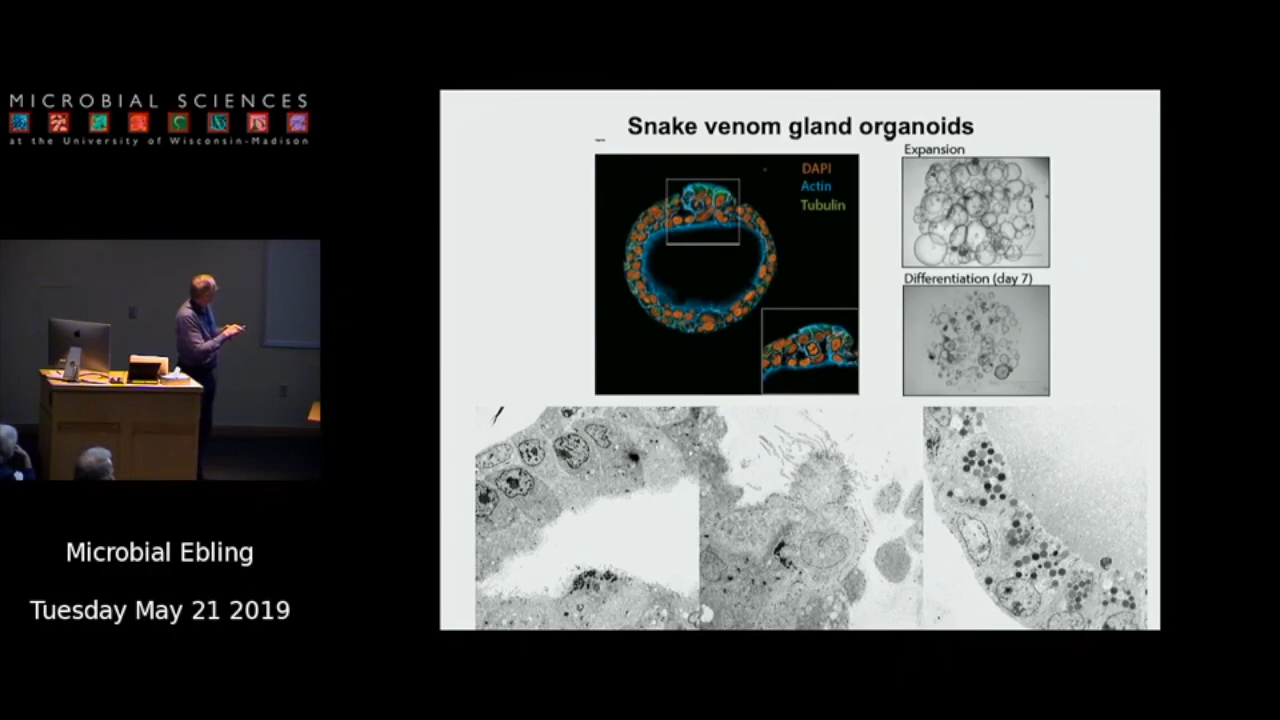 MICROBIAL SCIENCES
at the University of Wisconsin-Madison
Microbial Ebling
Tuesday May 21 2019
Snake venom gland organoids
DAPI
Actin
Tubulin
Expansion
Differentiation (day 7)